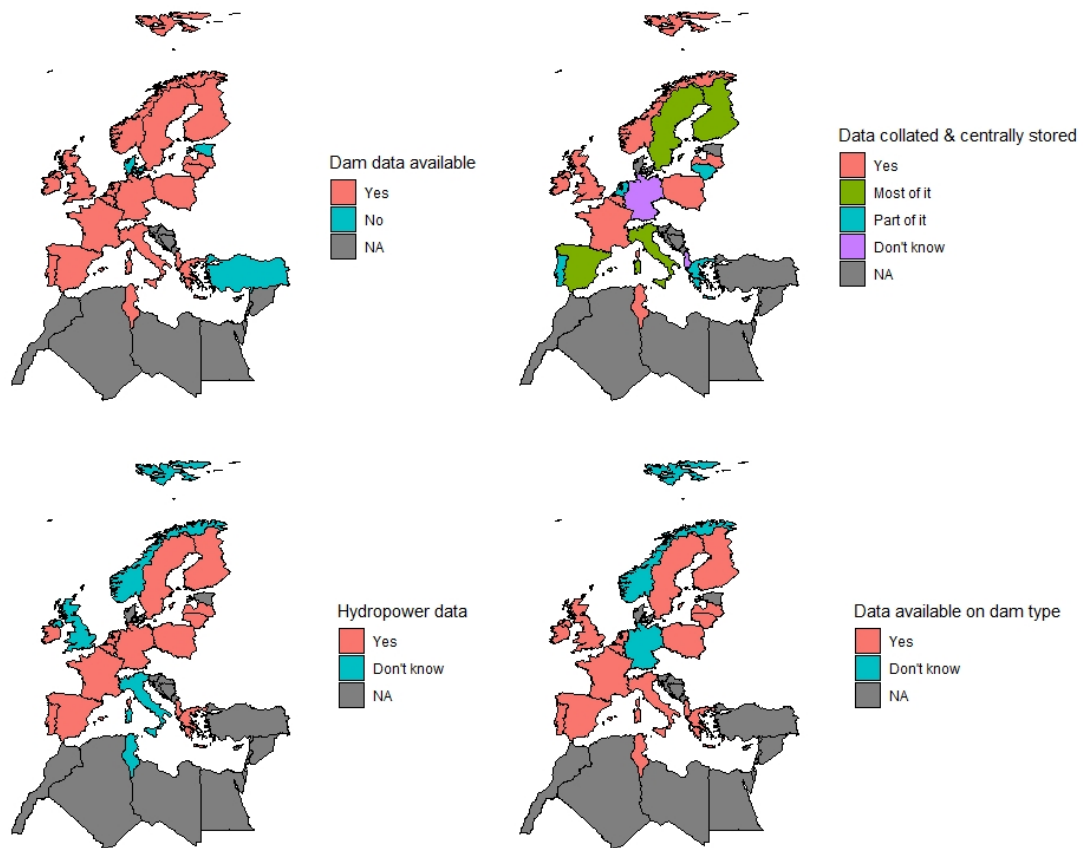 Dam data available
Yes
No
NA
Data collated & centrally stored
Yes
Most of it
Part of it
Don't know
NA
Hydropower data
Yes
Don't know
NA
Data available on dam type
Yes
Don't know
NA